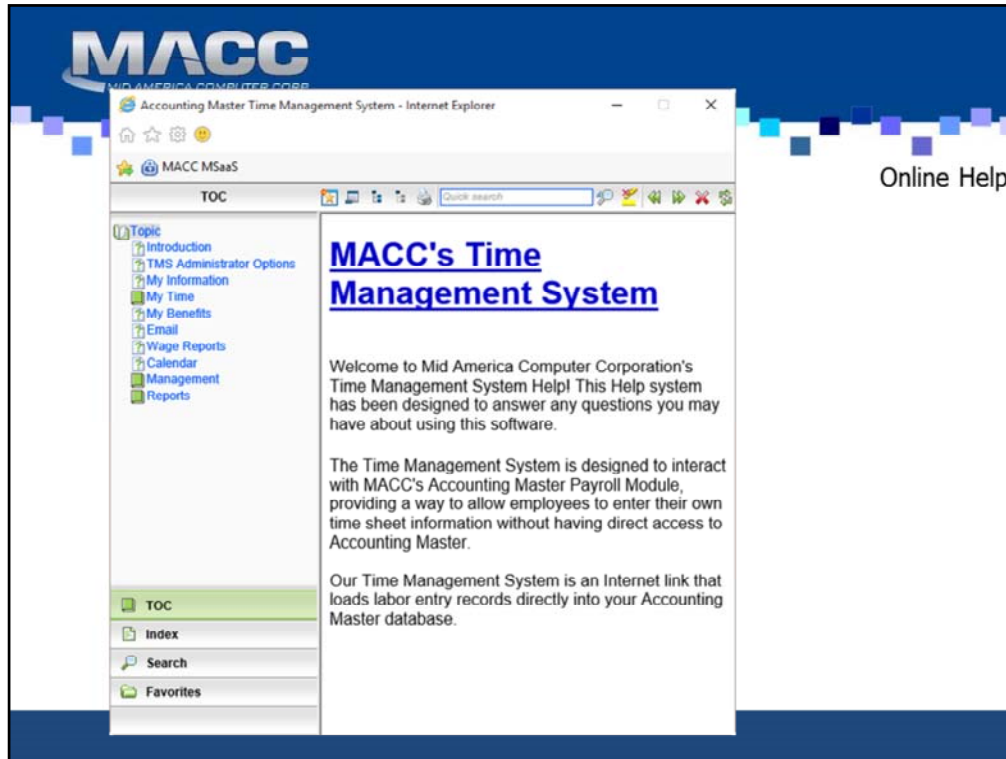 MACC
MID AMERICA COMPUTER CORP
Accounting Master Time Management System - Internet Explorer
MACC MSaaS
Online Help
TOC
Quick search
Topic
Introduction
TMS Administrator Options
My Information
My Time
My Benefits
Email
Wage Reports
Calendar
Management
Reports
MACC's Time
Management System
Welcome to Mid America Computer Corporation's
Time Management System Help! This Help system
has been designed to answer any questions you may
have about using this software.
The Time Management System is designed to interact
with MACC's Accounting Master Payroll Module,
providing a way to allow employees to enter their own
time sheet information without having direct access to
Accounting Master.
Our Time Management System is an Internet link that
loads labor entry records directly into your Accounting
Master database.
TOC
Index
Search
Favorites